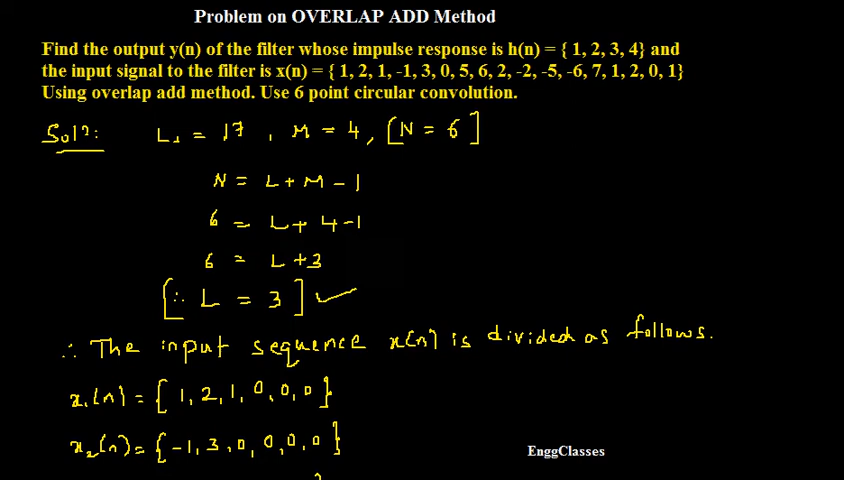 Problem on OVERLAP ADD Method
Find the output y(n) of the filter whose impulse response is h(n) = { 1, 2, 3, 4} and
the input signal to the filter is x(n) = { 1, 2, 1, -1, 3, 0, 5, 6, 2, -2, -5, -6, 7, 1, 2, 0, 1}
Using overlap add method. Use 6 point circular convolution.
Soln: L1 = 17, M = 4, [N = 6]
N = L + M - 1
6 = L + 4 - 1
6 = L + 3
[∴ L = 3] ✓
∴ The input sequence x(n) is divided as follows.
x1(n) = { 1, 2, 1, 0, 0, 0 }
x2(n) = { -1, 3, 0, 0, 0, 0 }
EnggClasses